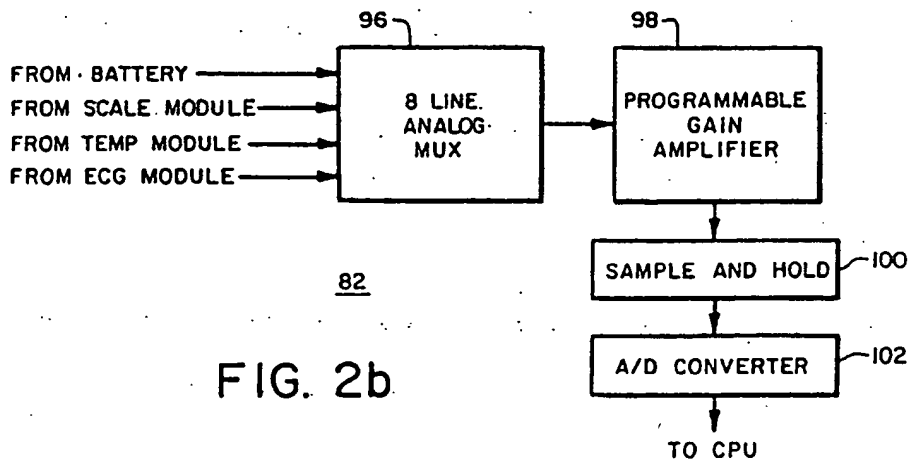 96
98
FROM BATTERY
FROM SCALE MODULE
FROM TEMP MODULE
FROM ECG MODULE
8 LINE
ANALOG
MUX
PROGRAMMABLE
GAIN
AMPLIFIER
SAMPLE AND HOLD
100
82
A/D CONVERTER
102
FIG. 2b
TO CPU